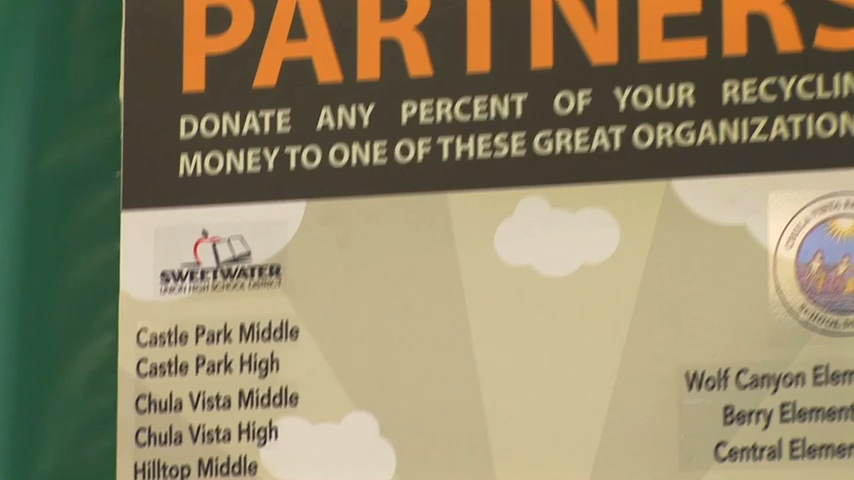 PARTNERS
DONATE ANY PERCENT OF YOUR RECYCLIN
MONEY TO ONE OF THESE GREAT ORGANIZATION
SWEETWATER
UNION HIGH SCHOOL DISTRICT
Castle Park Middle
Castle Park High
Chula Vista Middle
Chula Vista High
Hilltop Middle
Wolf Canyon Elem
Berry Element
Central Elemen